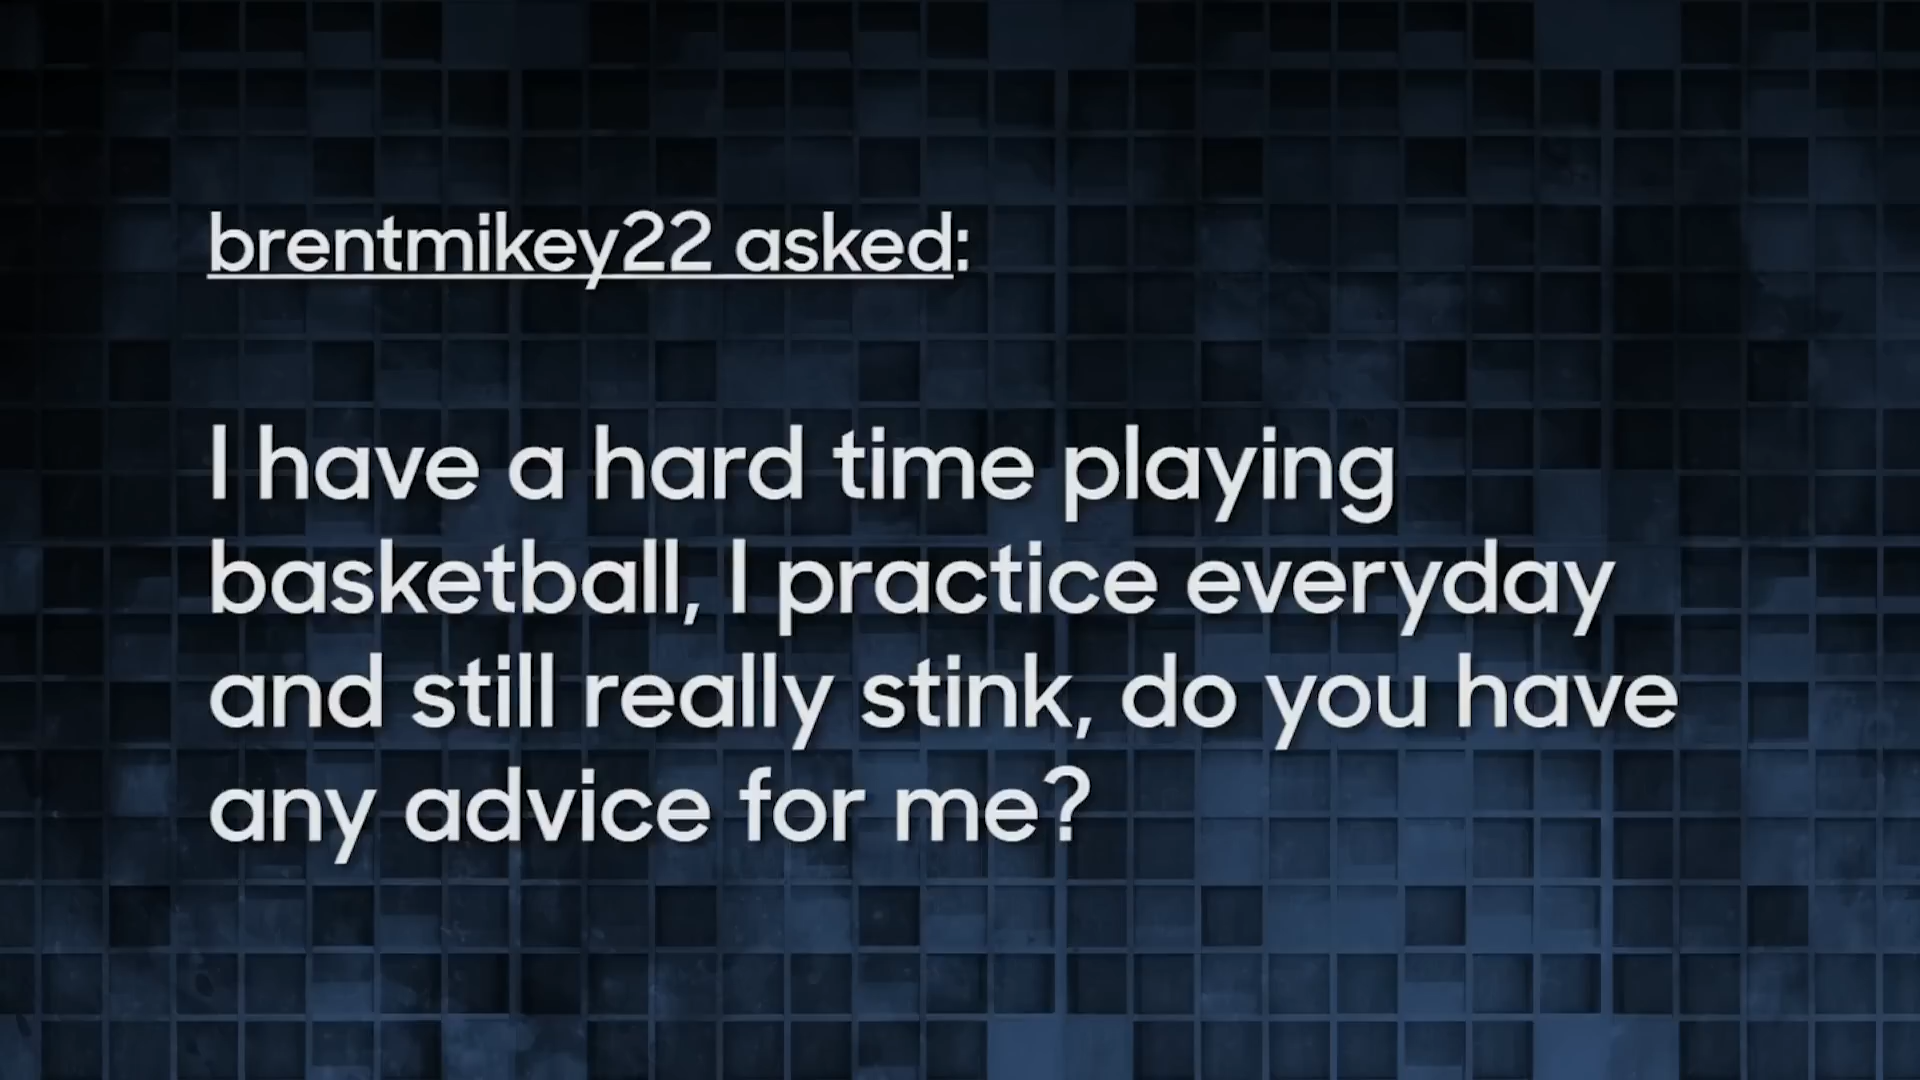 brentmikey22 asked:
I have a hard time playing
basketball, I practice everyday
and still really stink, do you have
any advice for me?